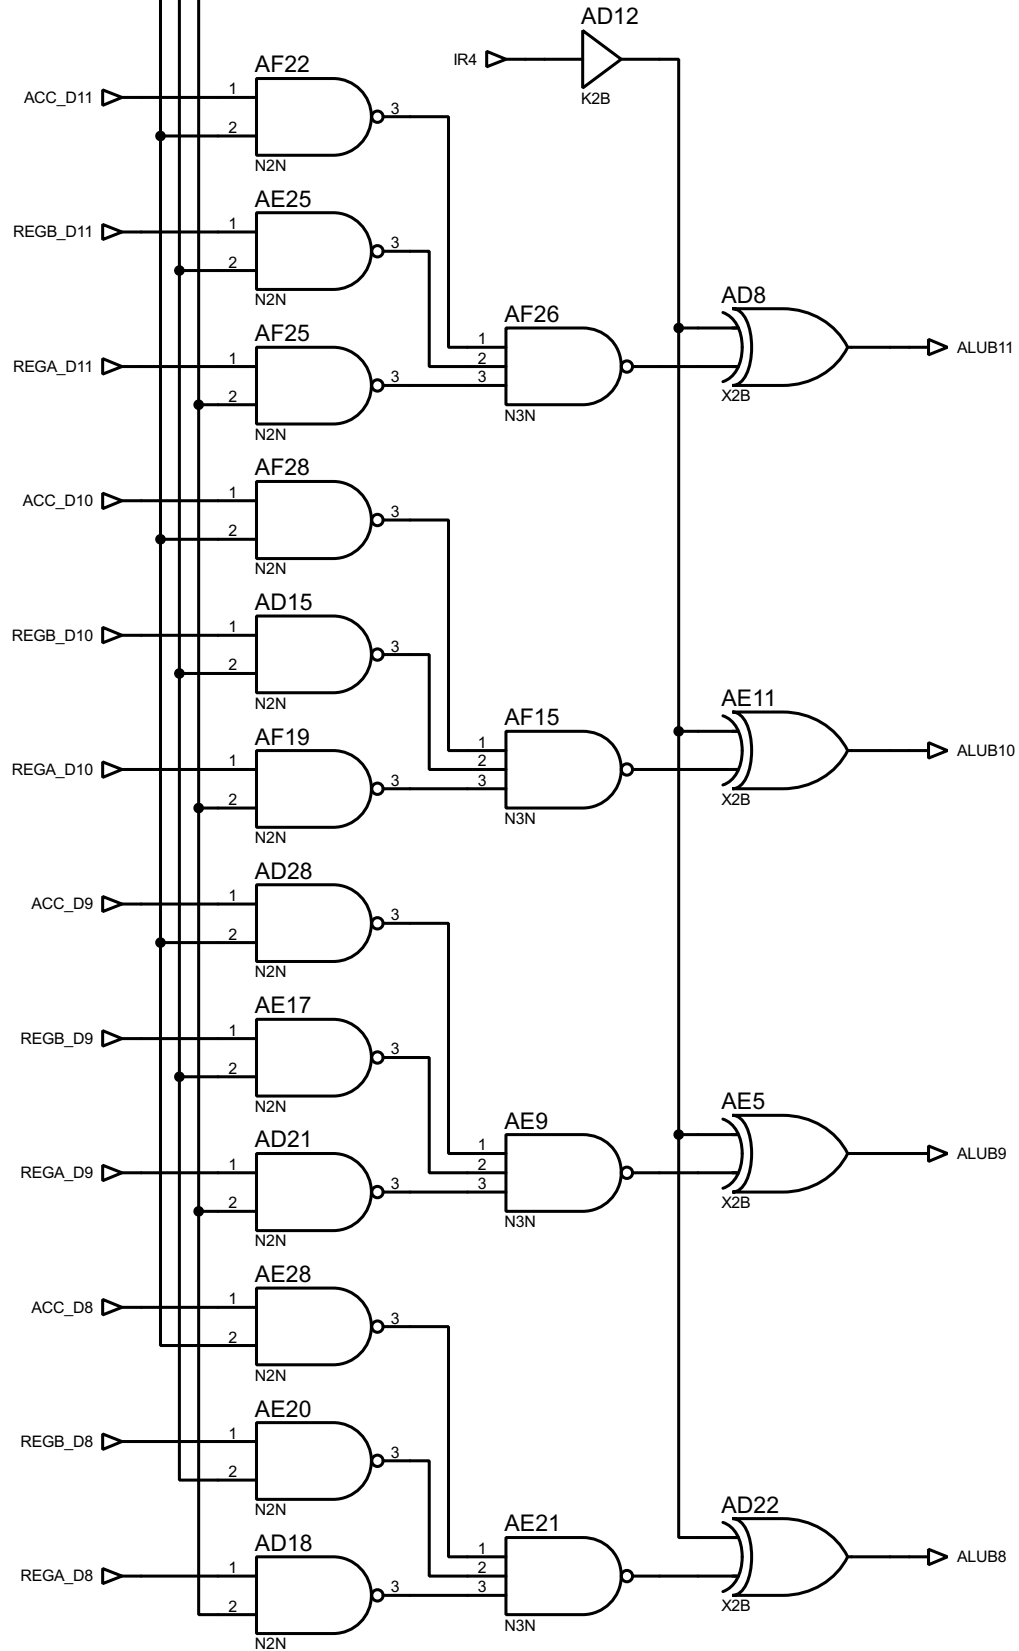 AD12
IR4
K2B
AF22
ACC_D11
1
2
3
N2N
AE25
REGB_D11
1
2
3
N2N
AF25
REGA_D11
1
2
3
N2N
AF26
1
2
3
N3N
AD8
X2B
ALUB11
AF28
ACC_D10
1
2
3
N2N
AD15
REGB_D10
1
2
3
N2N
AF19
REGA_D10
1
2
3
N2N
AF15
1
2
3
N3N
AE11
X2B
ALUB10
AD28
ACC_D9
1
2
3
N2N
AE17
REGB_D9
1
2
3
N2N
AD21
REGA_D9
1
2
3
N2N
AE9
1
2
3
N3N
AE5
X2B
ALUB9
AE28
ACC_D8
1
2
3
N2N
AE20
REGB_D8
1
2
3
N2N
AD18
REGA_D8
1
2
3
N2N
AE21
1
2
3
N3N
AD22
X2B
ALUB8